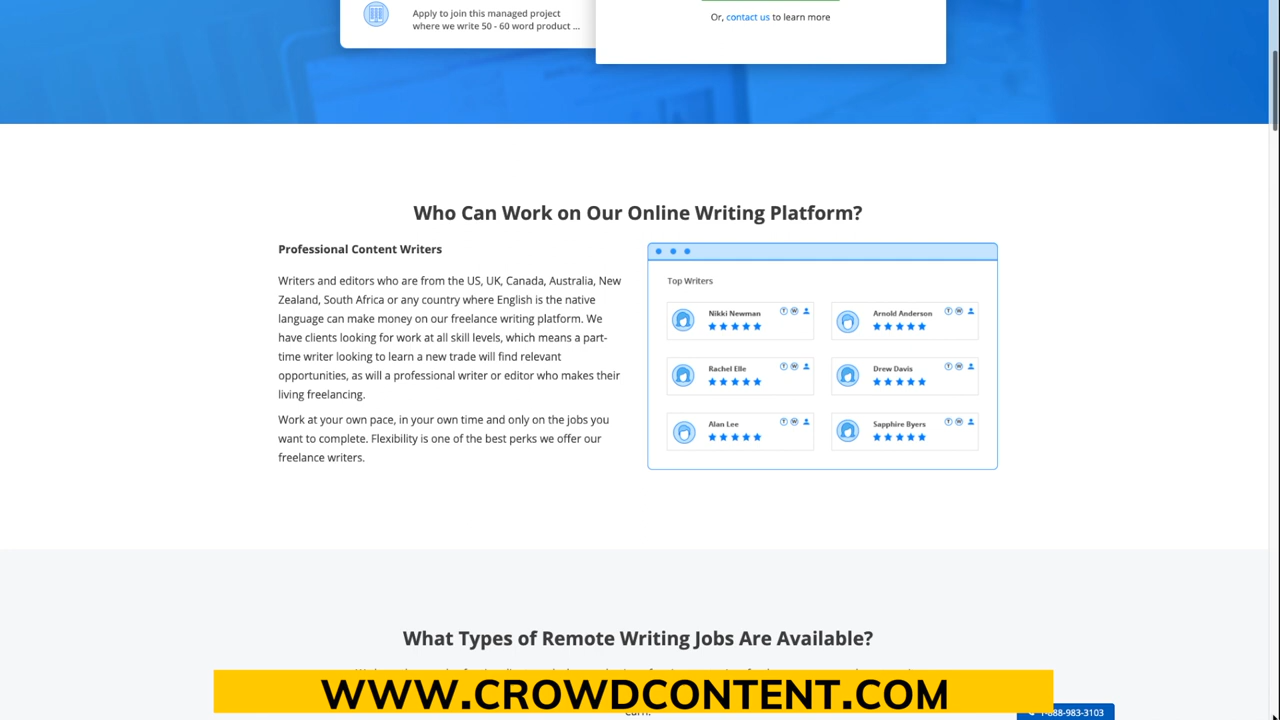 Apply to join this managed project
where we write 50 - 60 word product ...
Or, contact us to learn more
Who Can Work on Our Online Writing Platform?
Professional Content Writers
Writers and editors who are from the US, UK, Canada, Australia, New
Zealand, South Africa or any country where English is the native
language can make money on our freelance writing platform. We
have clients looking for work at all skill levels, which means a part-
time writer looking to learn a new trade will find relevant
opportunities, as will a professional writer or editor who makes their
living freelancing.
Work at your own pace, in your own time and only on the jobs you
want to complete. Flexibility is one of the best perks we offer our
freelance writers.
Top Writers
Nikki Newman
T W
Arnold Anderson
T W
Rachel Elle
T W
Drew Davis
T W
Alan Lee
T W
Sapphire Byers
T W
What Types of Remote Writing Jobs Are Available?
WWW.CROWDCONTENT.COM
1-888-983-3103